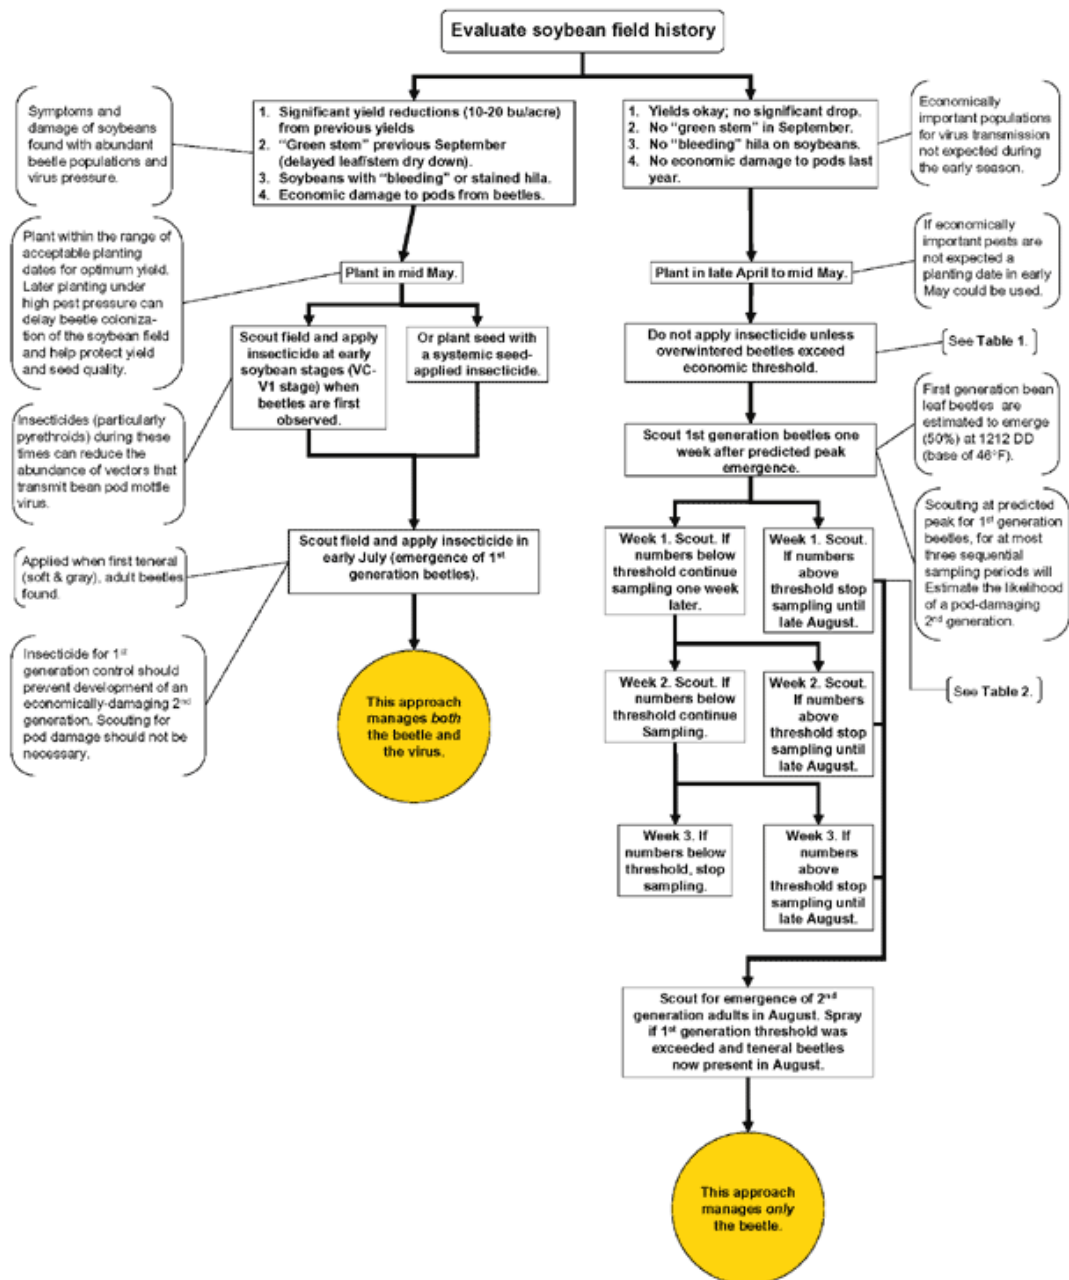 Evaluate soybean field history
Symptoms and
damage of soybeans
found with abundant
beetle populations and
virus pressure.
1. Significant yield reductions (10-20 bu/acre)
from previous yields
2. “Green stem” previous September
(delayed leaf/stem dry down).
3. Soybeans with “bleeding” or stained hila.
4. Economic damage to pods from beetles.
1. Yields okay; no significant drop.
2. No “green stem” in September.
3. No “bleeding” hila on soybeans.
4. No economic damage to pods last
year.
Economically
important populations
for virus transmission
not expected during
the early season.
Plant within the range of
acceptable planting
dates for optimum yield.
Later planting under
high pest pressure can
delay beetle coloniza-
tion of the soybean field
and help protect yield
and seed quality.
Plant in mid May.
Plant in late April to mid May.
If economically
important pests are
not expected a
planting date in early
May could be used.
Scout field and apply
insecticide at early
soybean stages (VC-
V1 stage) when
beetles are first
observed.
Or plant seed with
a systemic seed-
applied insecticide.
Do not apply insecticide unless
overwintered beetles exceed
economic threshold.
See Table 1.
Insecticides (particularly
pyrethroids) during these
times can reduce the
abundance of vectors that
transmit bean pod mottle
virus.
Scout 1st generation beetles one
week after predicted peak
emergence.
First generation bean
leaf beetles are
estimated to emerge
(50%) at 1212 DD
(base of 46°F).
Scouting at predicted
peak for 1st generation
beetles, for at most
three sequential
sampling periods will
Estimate the likelihood
of a pod-damaging
2nd generation.
Applied when first teneral
(soft & gray), adult beetles
found.
Scout field and apply insecticide in
early July (emergence of 1st
generation beetles).
Week 1. Scout. If
numbers below
threshold continue
sampling one week
later.
Week 1. Scout.
If numbers
above
threshold stop
sampling until
late August.
Insecticide for 1st
generation control should
prevent development of an
economically-damaging 2nd
generation. Scouting for
pod damage should not be
necessary.
This approach
manages both
the beetle and
the virus.
Week 2. Scout. If
numbers below
threshold continue
Sampling.
Week 2. Scout.
If numbers
above
threshold stop
sampling until
late August.
See Table 2.
Week 3. If
numbers below
threshold, stop
sampling.
Week 3. If
numbers
above
threshold stop
sampling until
late August.
Scout for emergence of 2nd
generation adults in August. Spray
if 1st generation threshold was
exceeded and teneral beetles
now present in August.
This approach
manages only
the beetle.